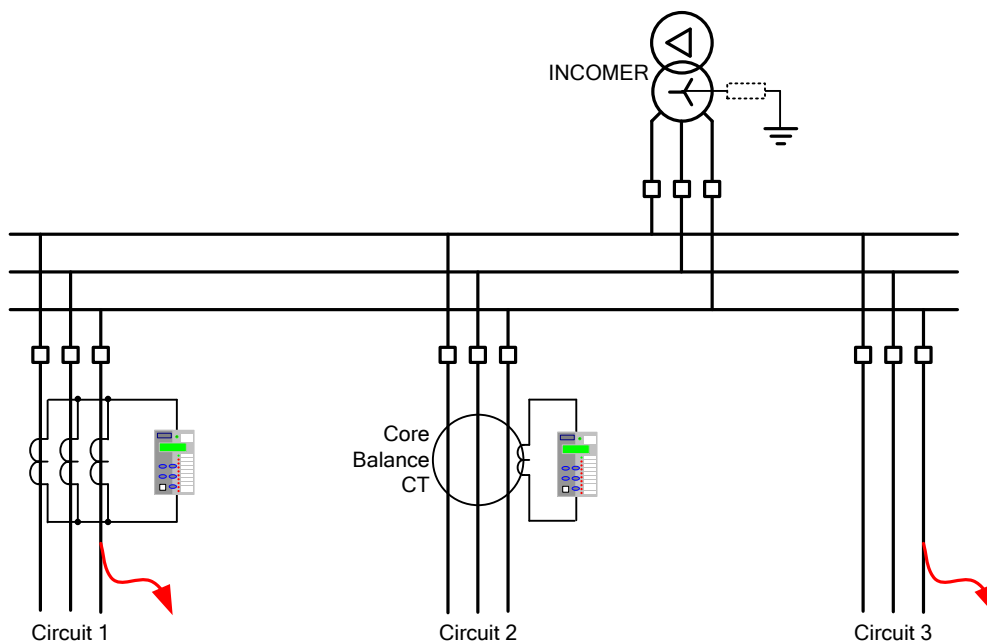 INCOMER
Core
Balance
CT
Circuit 1
Circuit 2
Circuit 3